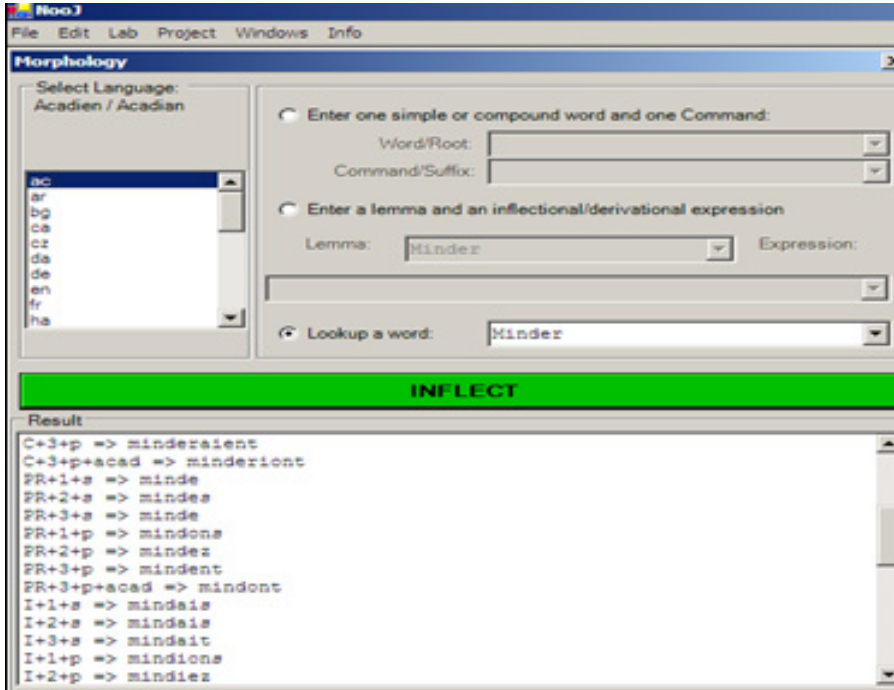 NooJ
File Edit Lab Project Windows Info
Morphology
Select Language:
Acadien / Acadian
ac
ar
bg
ca
cz
da
de
en
fr
ha
Enter one simple or compound word and one Command:
Word/Root:
Command/Suffix:
Enter a lemma and an inflectional/derivational expression
Lemma: Minder Expression:
Lookup a word: Minder
INFLECT
Result
C+3+p => minderaient
C+3+p+acad => minderiont
PR+1+s => minde
PR+2+s => mindes
PR+3+s => minde
PR+1+p => mindons
PR+2+p => mindez
PR+3+p => mindent
PR+3+p+acad => mindont
I+1+s => mindais
I+2+s => mindais
I+3+s => mindait
I+1+p => mindions
I+2+p => mindiez